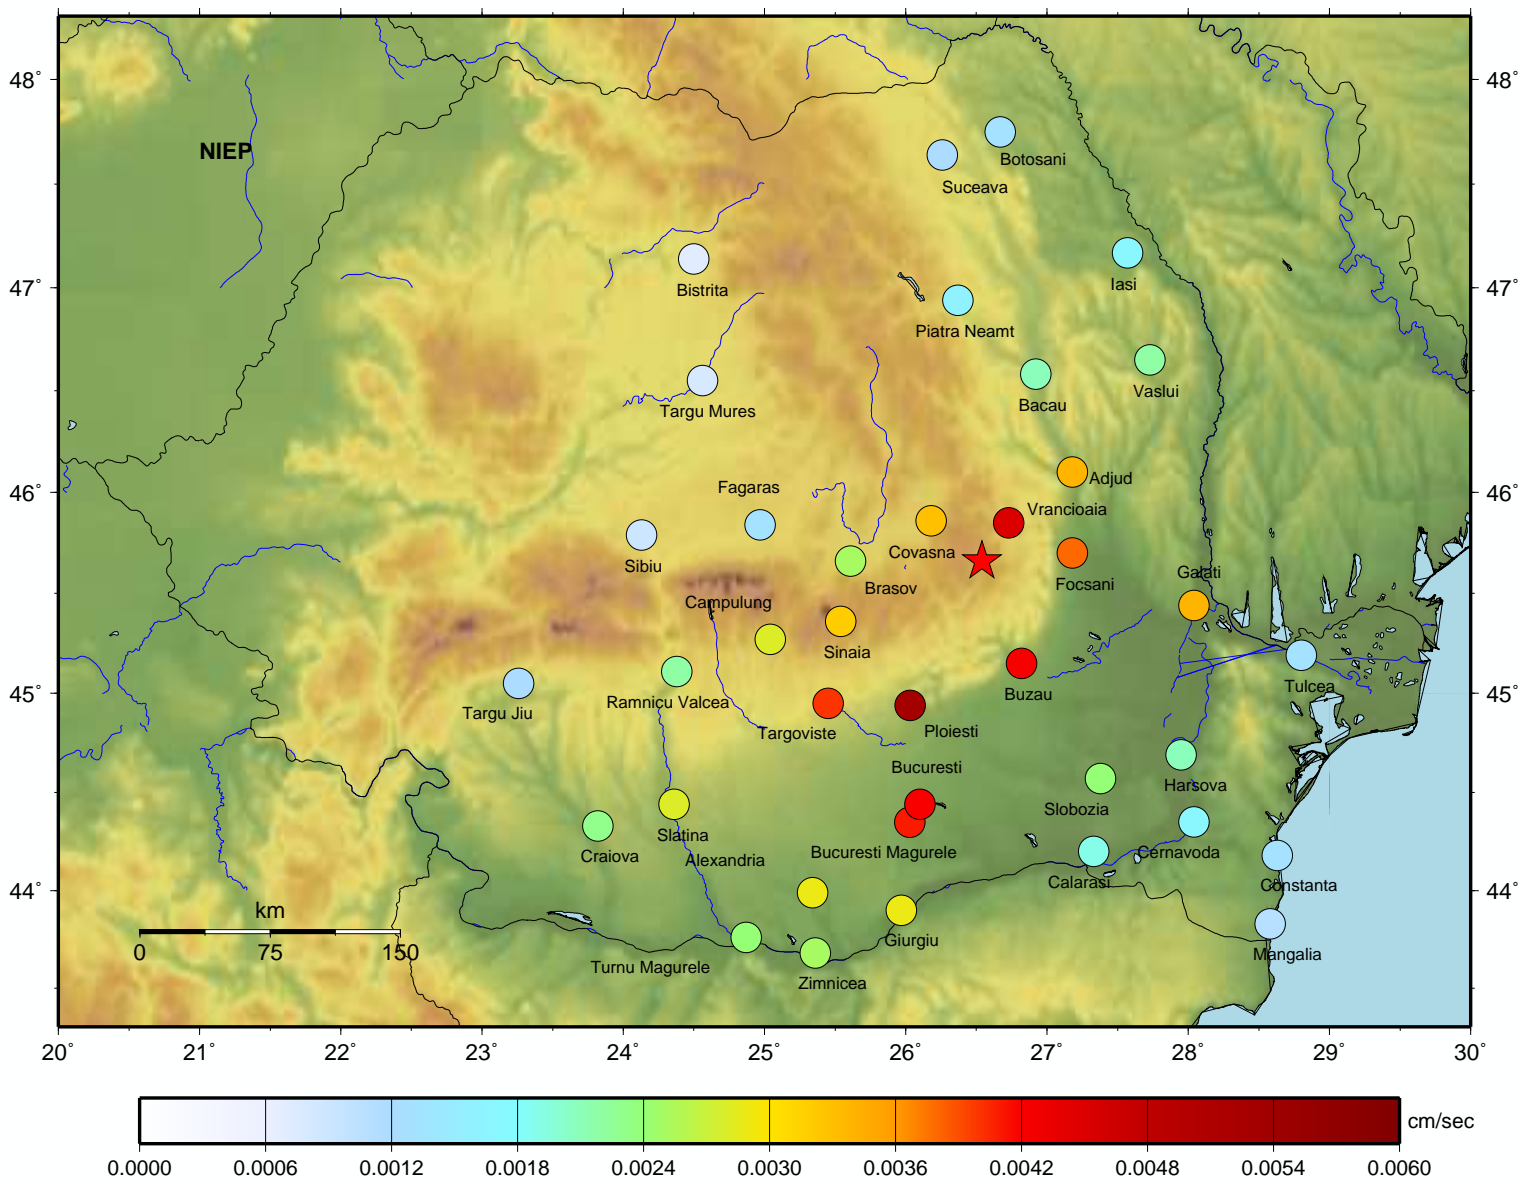 48°
48°
NIEP
Botosani
Suceava
47°
Bistrita
Iasi
47°
Piatra Neamt
Targu Mures
Bacau
Vaslui
46°
Fagaras
Adjud
46°
Vrancioaia
Covasna
Sibiu
Brasov
Focsani
Galati
Campulung
Sinaia
45°
Targu Jiu
Ramnicu Valcea
Buzau
Tulcea
45°
Targoviste
Ploiesti
Bucuresti
Harsova
Slobozia
Slatina
Craiova
Alexandria
Bucuresti Magurele
Cernavoda
44°
Calarasi
Constanta
44°
km
0 75 150
Giurgiu
Turnu Magurele
Zimnicea
Mangalia
20° 21° 22° 23° 24° 25° 26° 27° 28° 29° 30°
cm/sec
0.0000 0.0006 0.0012 0.0018 0.0024 0.0030 0.0036 0.0042 0.0048 0.0054 0.0060